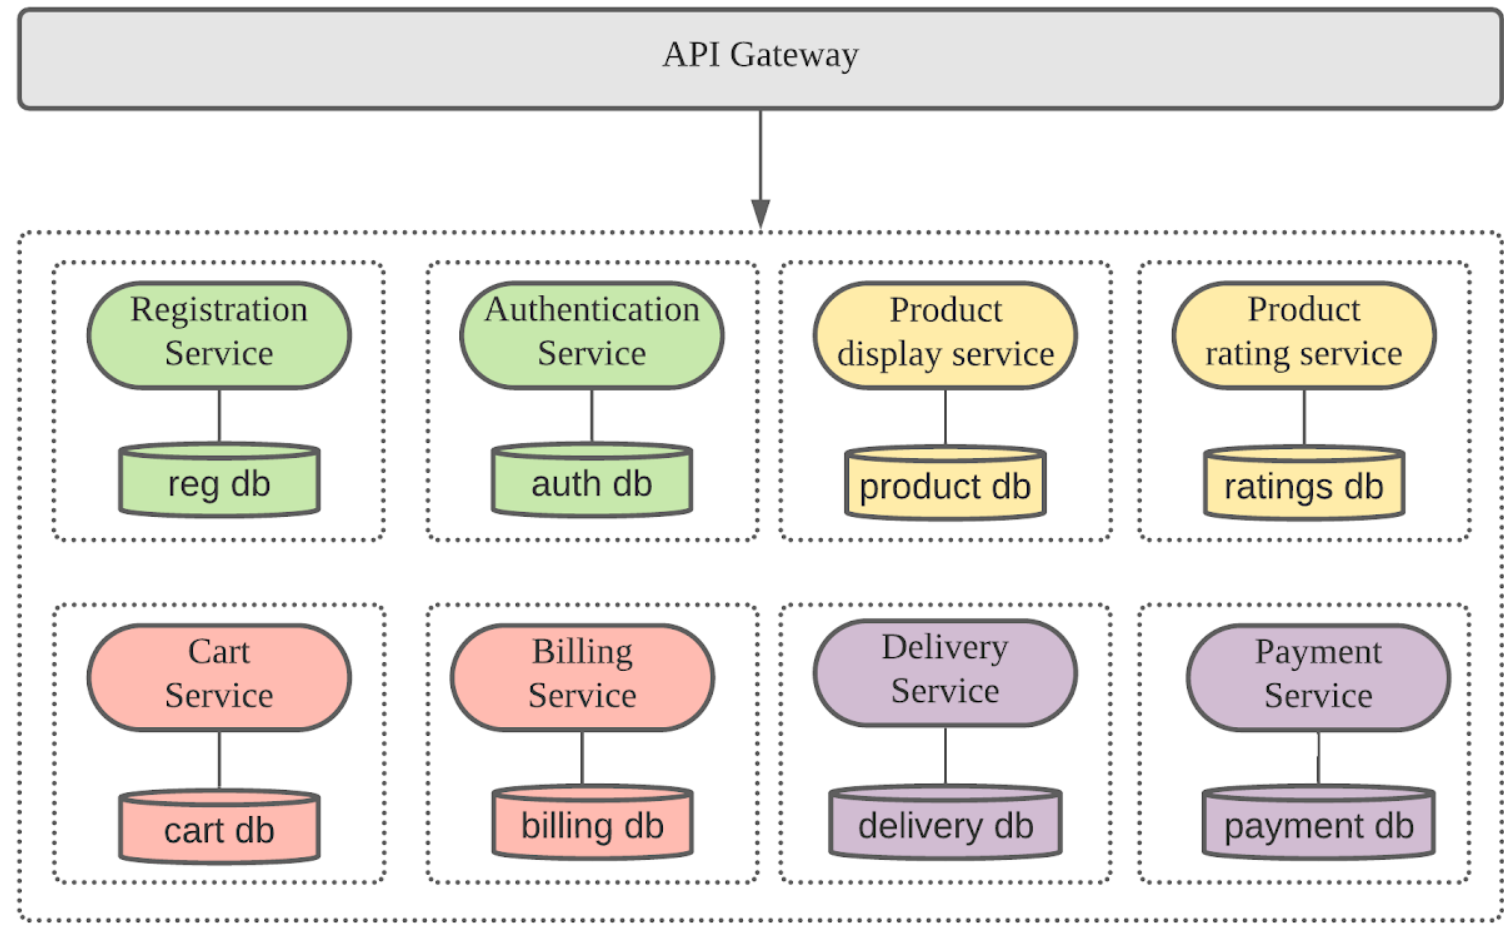 API Gateway
Registration
Service
reg db
Authentication
Service
auth db
Product
display service
product db
Product
rating service
ratings db
Cart
Service
cart db
Billing
Service
billing db
Delivery
Service
delivery db
Payment
Service
payment db